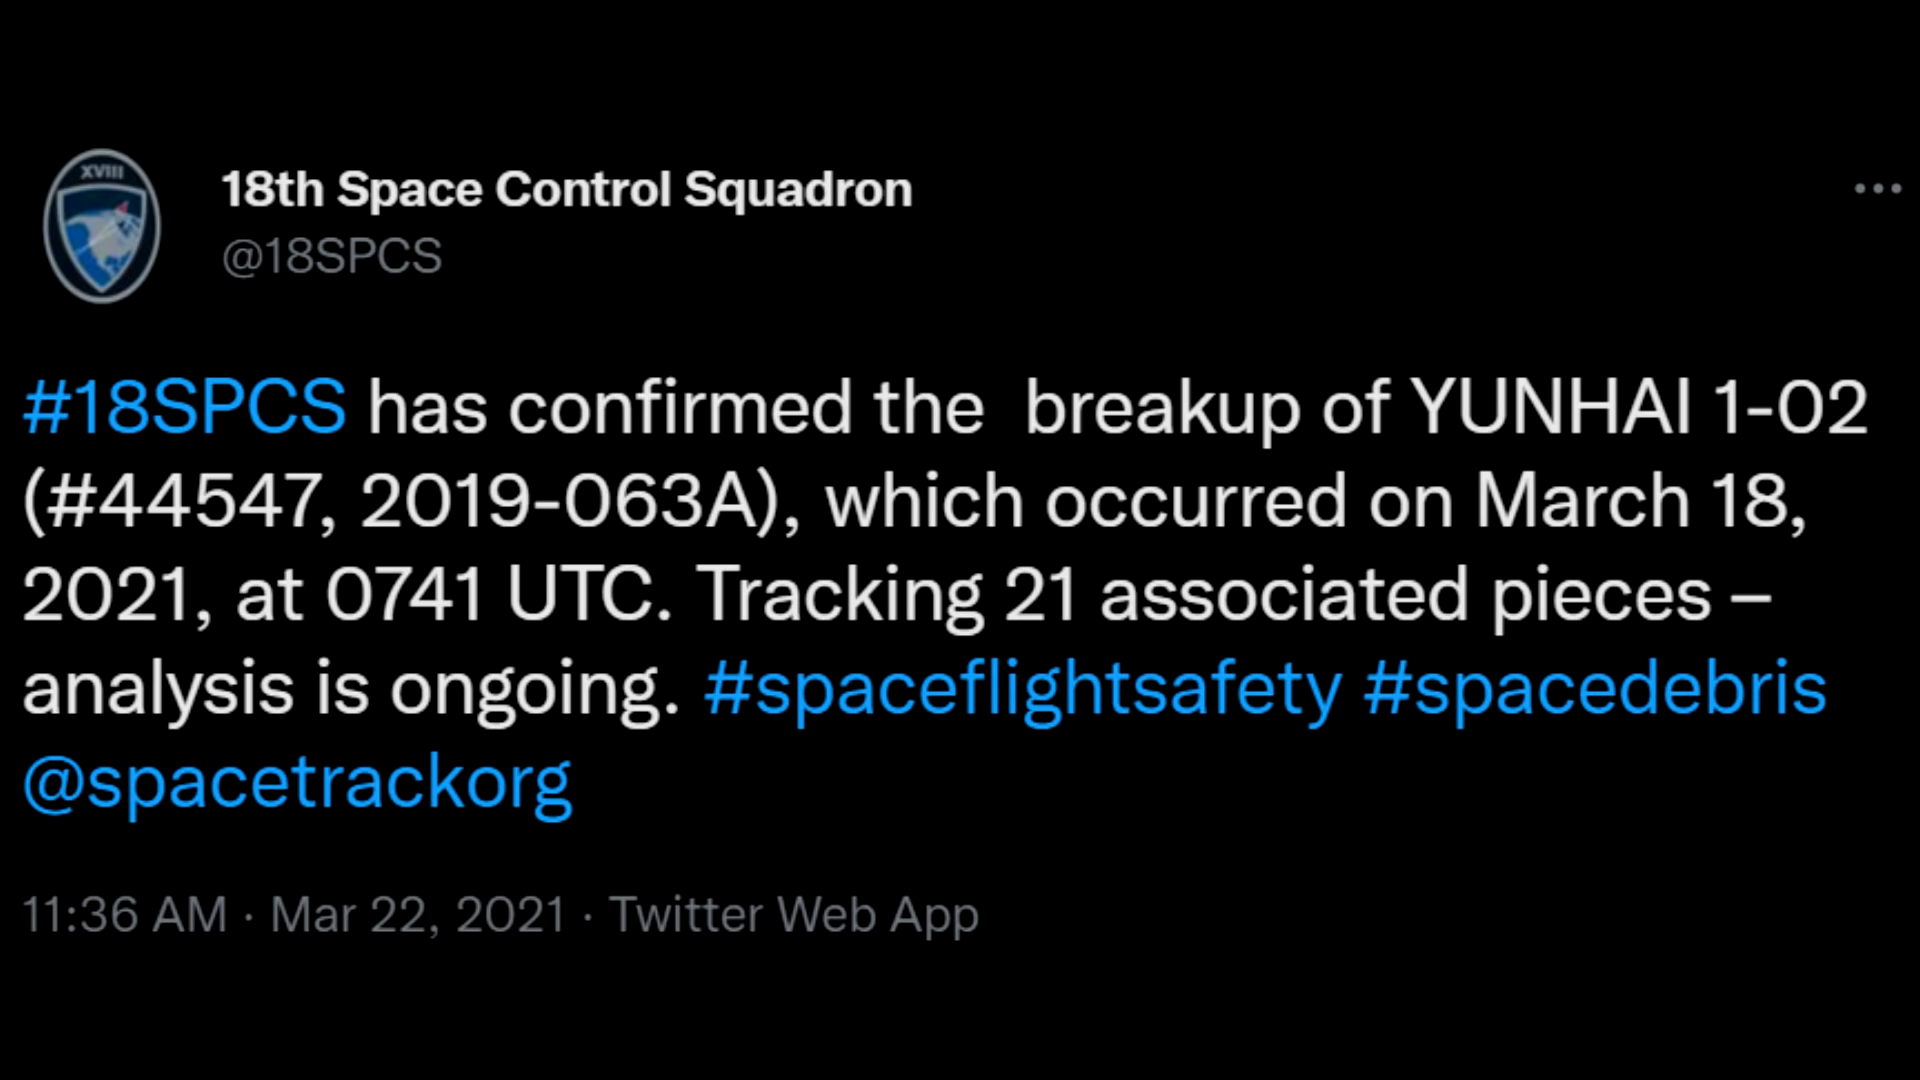 XVIII
18th Space Control Squadron
@18SPCS
#18SPCS has confirmed the  breakup of YUNHAI 1-02
(#44547, 2019-063A), which occurred on March 18,
2021, at 0741 UTC. Tracking 21 associated pieces –
analysis is ongoing. #spaceflightsafety #spacedebris
@spacetrackorg
11:36 AM · Mar 22, 2021 · Twitter Web App